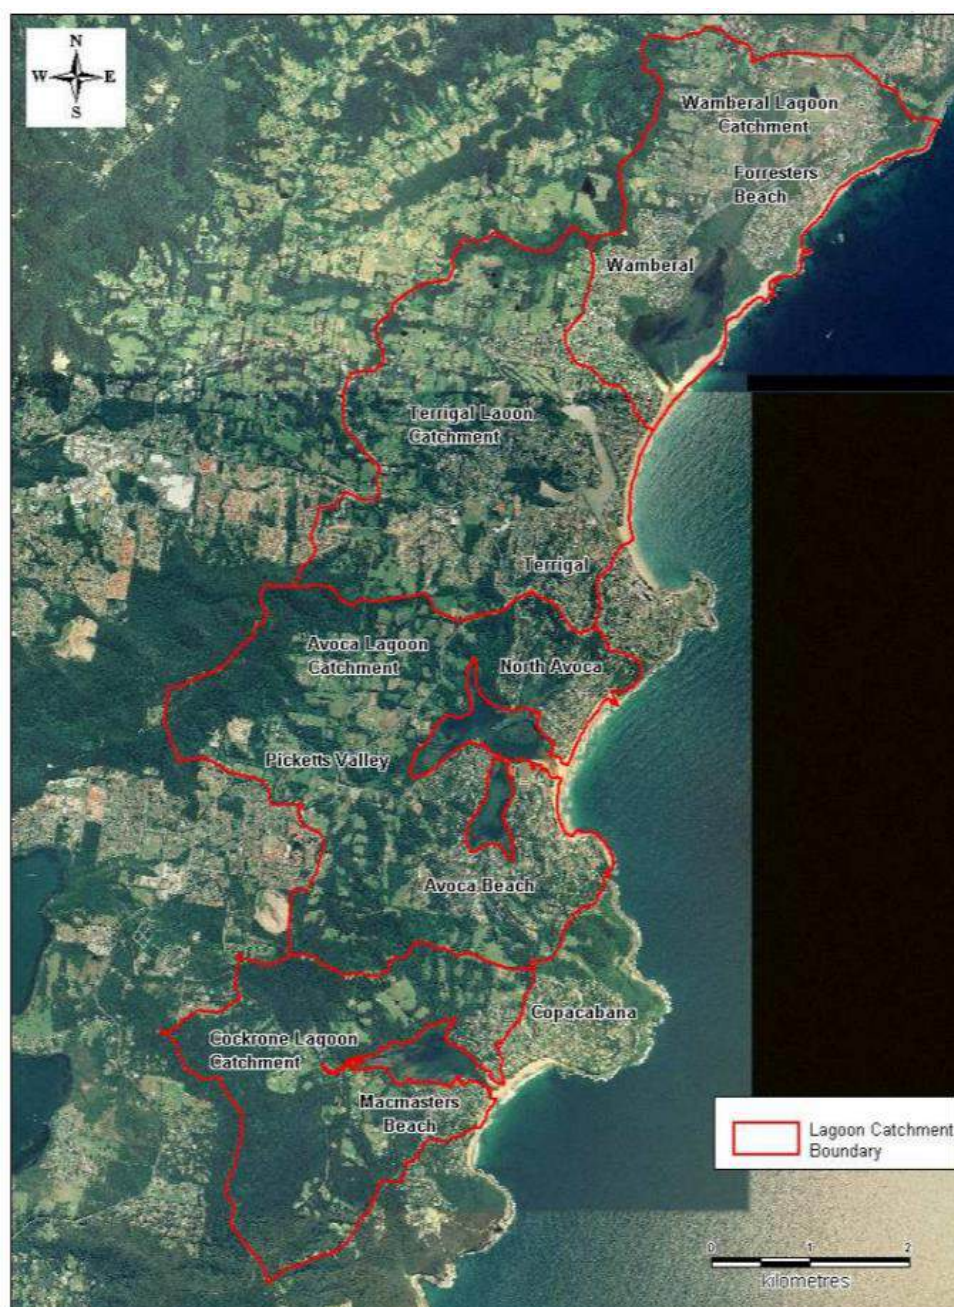 N
W E
S
Wamberal Lagoon
Catchment
Forresters
Beach
Wamberal
Terrigal Laoon
Catchment
Terrigal
Avoca Lagoon
Catchment
North Avoca
Picketts Valley
Avoca Beach
Copacabana
Cockrone Lagoon
Catchment
Macmasters
Beach
Lagoon Catchment
Boundary
0 1 2
kilometres